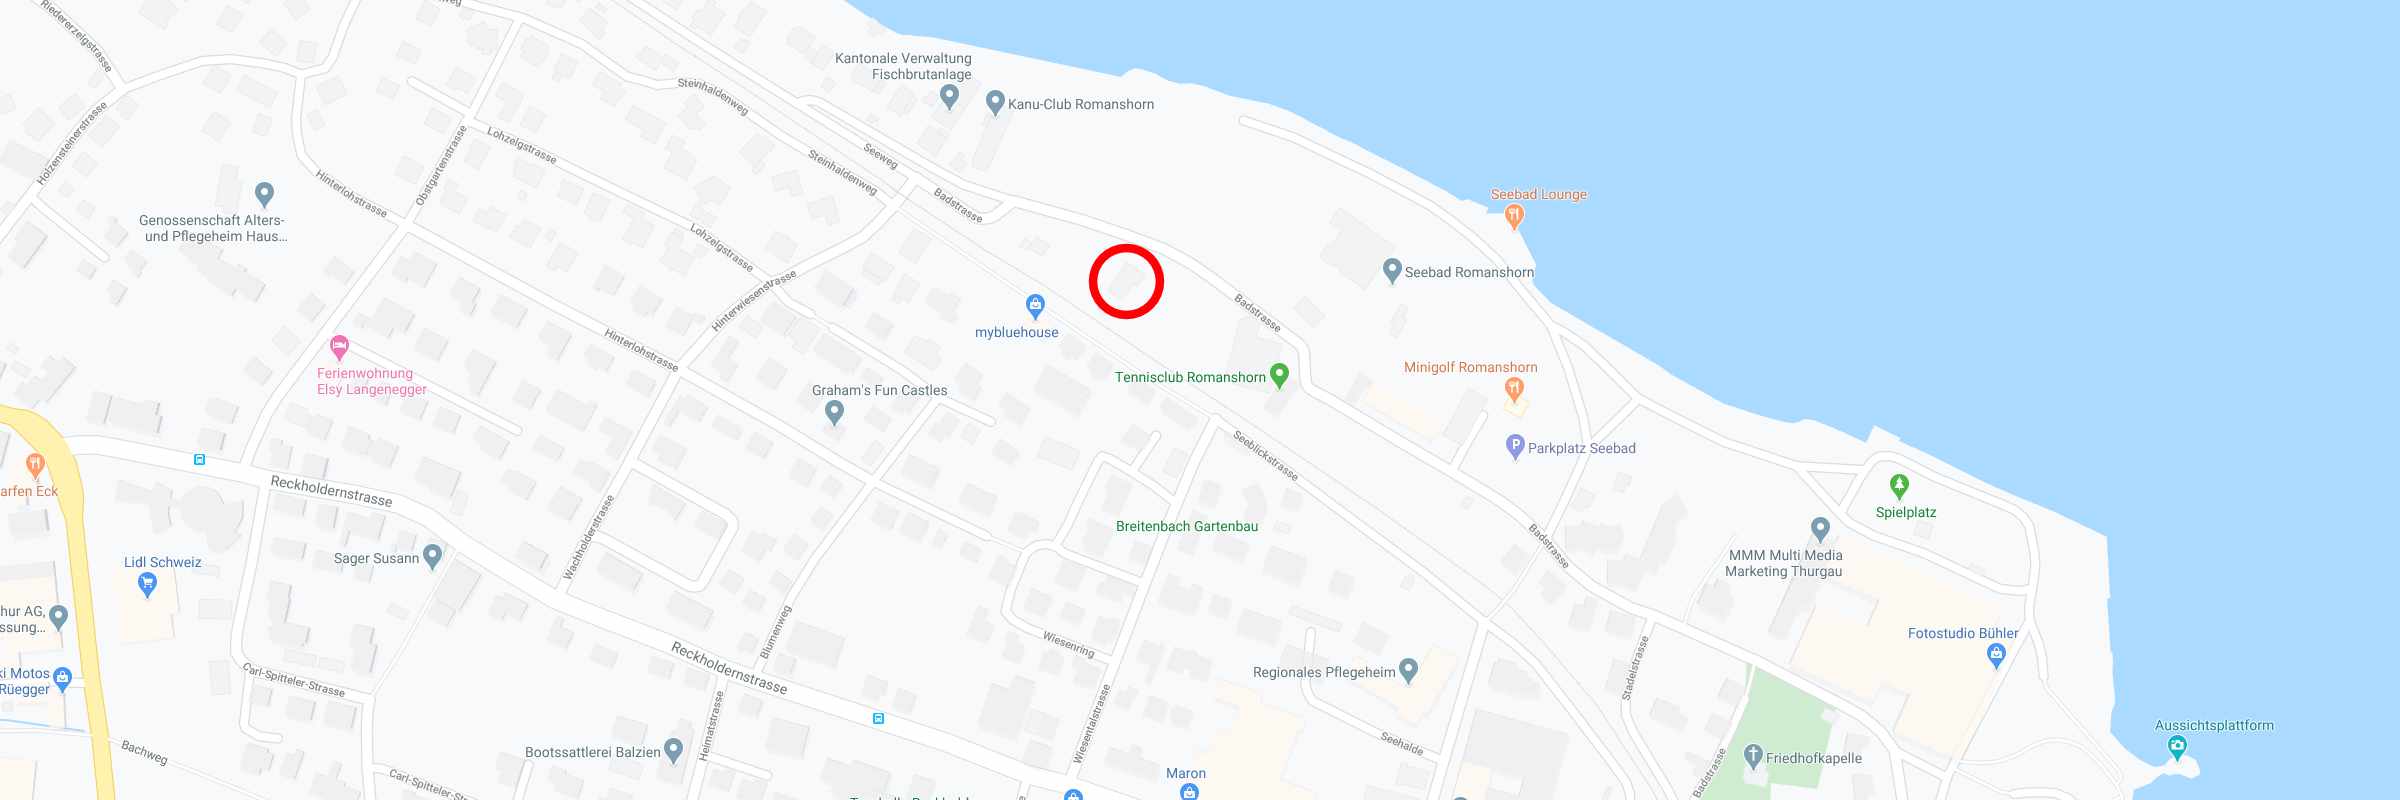 Riedererzelgstrasse
weg
Kantonale Verwaltung
Fischbrutanlage
Kanu-Club Romanshorn
Holzensteinerstrasse
Steinhaldenweg
Lohzelgstrasse
Obstgartenstrasse
Seeweg
Steinhaldenweg
Badstrasse
Hinterlohstrasse
Seebad Lounge
Genossenschaft Alters-
und Pflegeheim Haus...
Lohzelgstrasse
Hinterwiesenstrasse
Seebad Romanshorn
mybluehouse
Badstrasse
Hinterlohstrasse
Ferienwohnung
Elsy Langenegger
Graham's Fun Castles
Tennisclub Romanshorn
Minigolf Romanshorn
P
Parkplatz Seebad
Seeblickstrasse
arfen Eck
Reckholdernstrasse
Wachholderstrasse
Breitenbach Gartenbau
Badstrasse
Spielplatz
MMM Multi Media
Marketing Thurgau
Lidl Schweiz
Sager Susann
hur AG,
ssung...
Blumenweg
Wiesenring
Reckholdernstrasse
Regionales Pflegeheim
Stadelstrasse
Fotostudio Bühler
ki Motos
Rüegger
Carl-Spitteler-Strasse
Heimatstrasse
Wiesentalstrasse
Seehalde
Aussichtsplattform
Bachweg
Bootssattlerei Balzien
Badstrasse
Friedhofkapelle
Carl-Spitteler-St
Maron